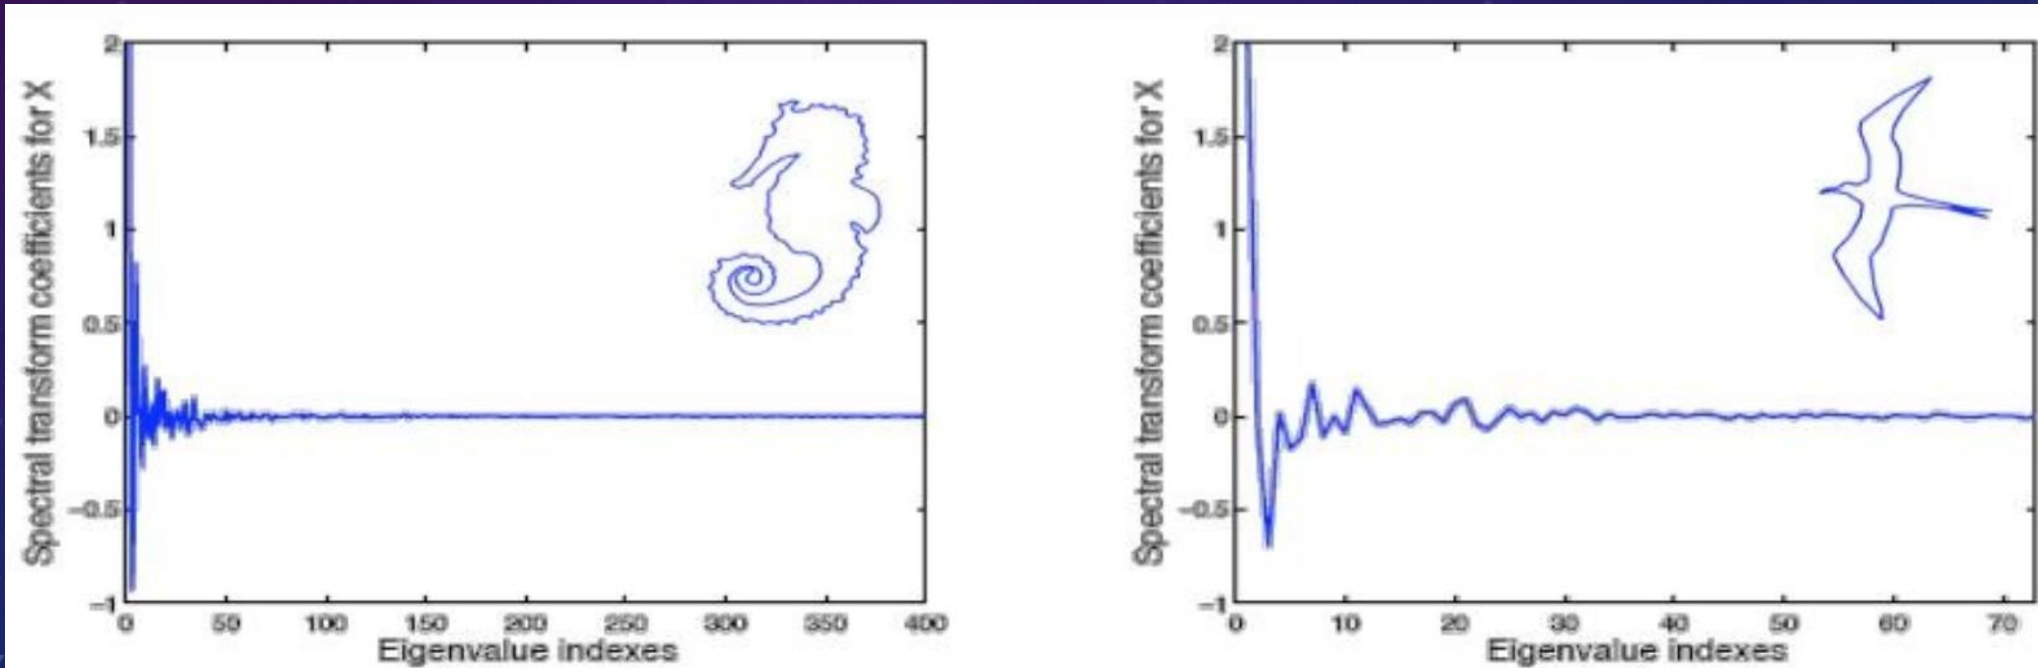 Spectral transform coefficients for X
2
1.5
1
0.5
0
−0.5
−1
0 50 100 150 200 250 300 350 400
Eigenvalue indexes
Spectral transform coefficients for X
2
1.5
1
0.5
0
−0.5
−1
0 10 20 30 40 50 60 70
Eigenvalue indexes